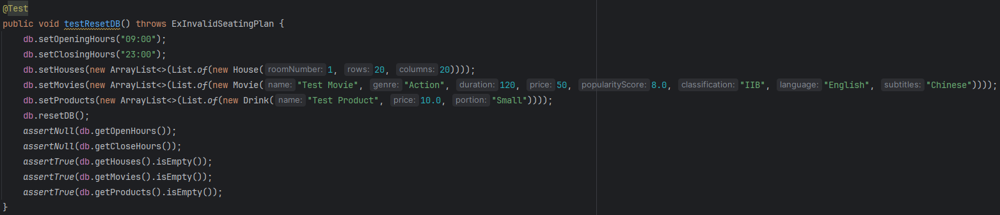 @Test
public void testResetDB() throws ExInvalidSeatingPlan {
    db.setOpeningHours("09:00");
    db.setClosingHours("23:00");
    db.setHouses(new ArrayList<>(List.of(new House( roomNumber: 1, rows: 20, columns: 20))));
    db.setMovies(new ArrayList<>(List.of(new Movie( name: "Test Movie", genre: "Action", duration: 120, price: 50, popularityScore: 8.0, classification: "IIB", language: "English", subtitles: "Chinese"))));
    db.setProducts(new ArrayList<>(List.of(new Drink( name: "Test Product", price: 10.0, portion: "Small"))));
    db.resetDB();
    assertNull(db.getOpenHours());
    assertNull(db.getCloseHours());
    assertTrue(db.getHouses().isEmpty());
    assertTrue(db.getMovies().isEmpty());
    assertTrue(db.getProducts().isEmpty());
}